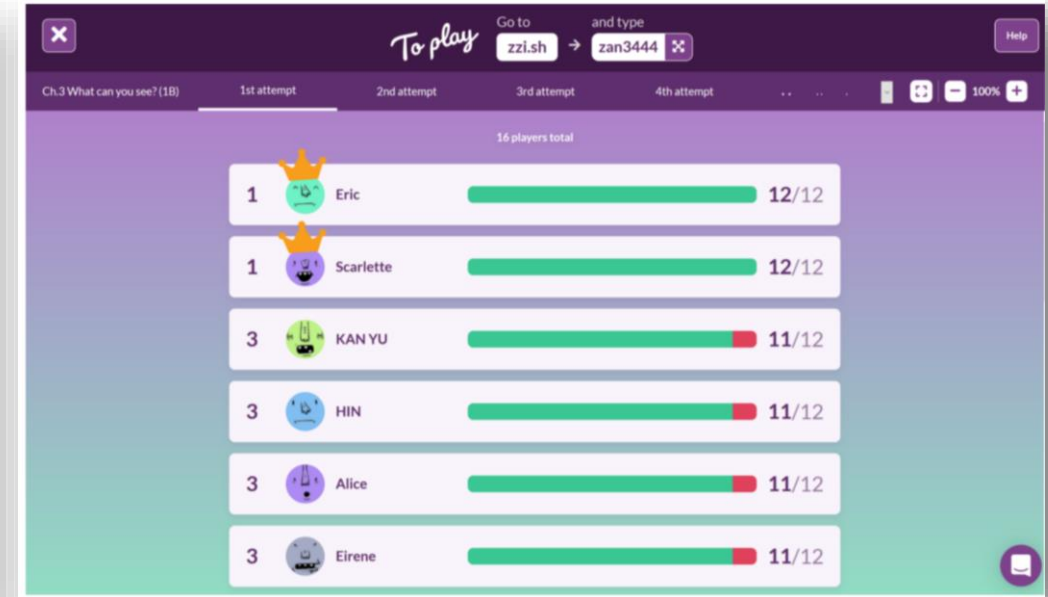 To play
Go to
zzi.sh
→
and type
zan3444
Help
Ch.3 What can you see? (1B)
1st attempt
2nd attempt
3rd attempt
4th attempt
100%
16 players total
1 Eric 12/12
1 Scarlette 12/12
3 KAN YU 11/12
3 HIN 11/12
3 Alice 11/12
3 Eirene 11/12